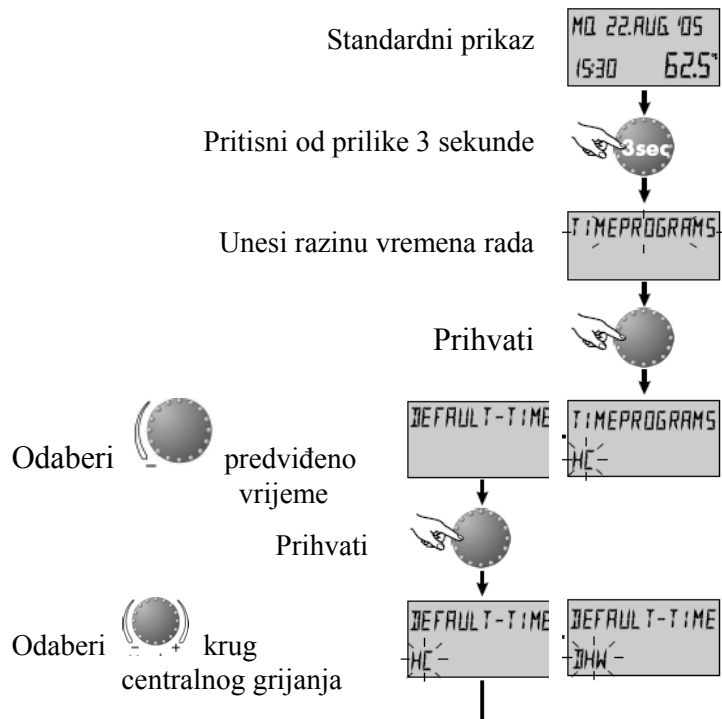 Standardni prikaz
MO. 22.AUG. '05
15:30 62.5°
Pritisni od prilike 3 sekunde
3sec
TIMEPROGRAMS
Unesi razinu vremena rada
Prihvati
DEFAULT-TIME
TIMEPROGRAMS
HC
Odaberi
-
predviđeno
vrijeme
Prihvati
DEFAULT-TIME
HC
DEFAULT-TIME
DHW
Odaberi
- +
krug
centralnog grijanja